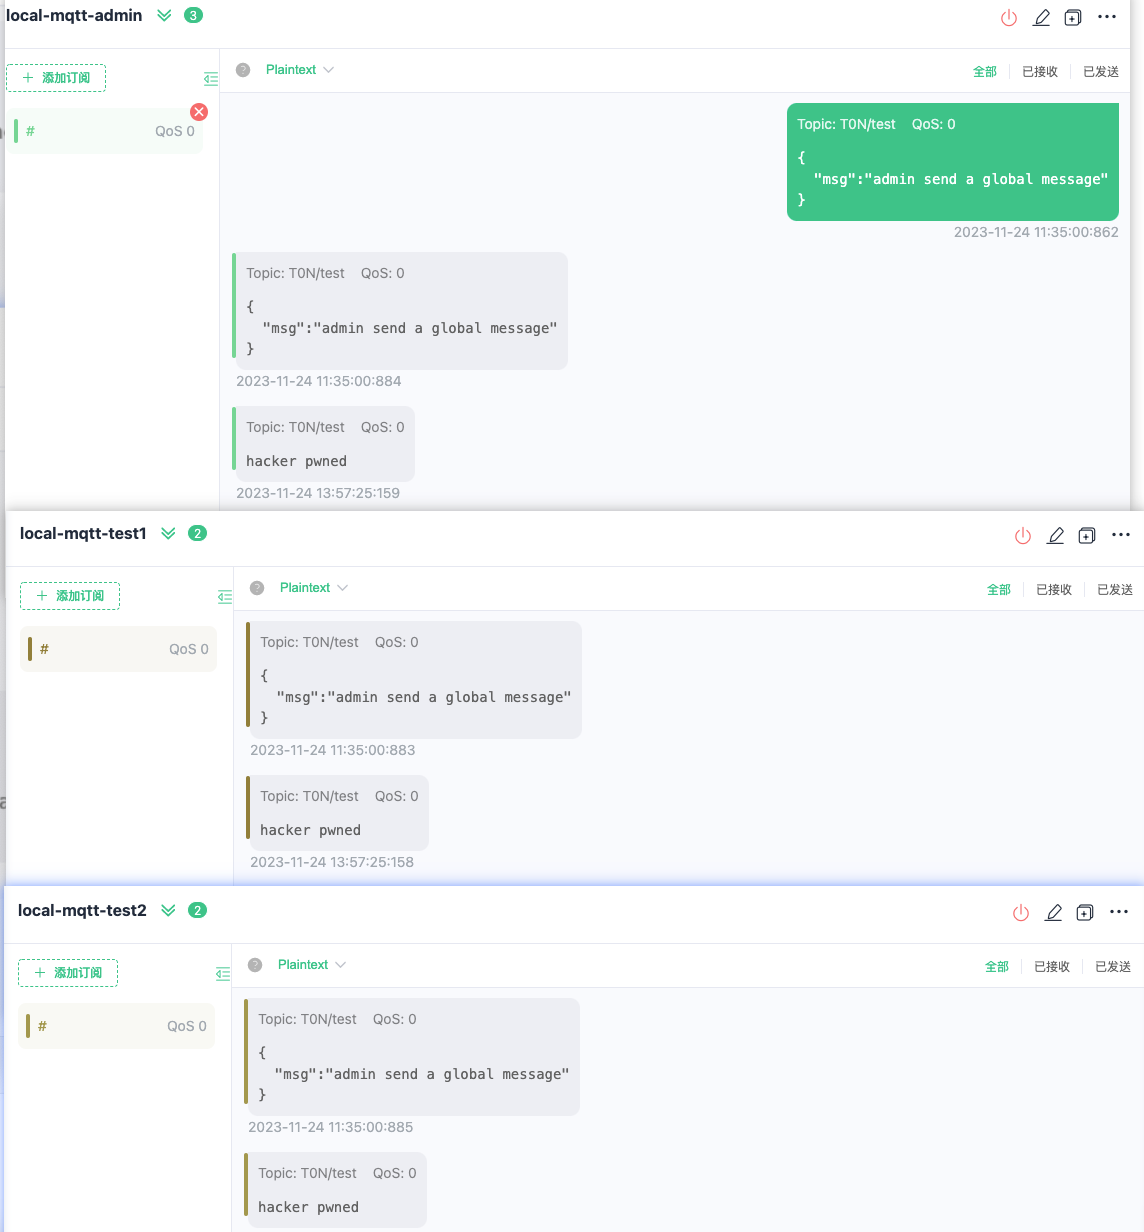 local-mqtt-admin 3
添加订阅
Plaintext
全部 已接收 已发送
# QoS 0
Topic: T0N/test QoS: 0
{
"msg":"admin send a global message"
}
2023-11-24 11:35:00:862
Topic: T0N/test QoS: 0
{
"msg":"admin send a global message"
}
2023-11-24 11:35:00:884
Topic: T0N/test QoS: 0
hacker pwned
2023-11-24 13:57:25:159
local-mqtt-test1 2
添加订阅
Plaintext
全部 已接收 已发送
# QoS 0
Topic: T0N/test QoS: 0
{
"msg":"admin send a global message"
}
2023-11-24 11:35:00:883
Topic: T0N/test QoS: 0
hacker pwned
2023-11-24 13:57:25:158
local-mqtt-test2 2
添加订阅
Plaintext
全部 已接收 已发送
# QoS 0
Topic: T0N/test QoS: 0
{
"msg":"admin send a global message"
}
2023-11-24 11:35:00:885
Topic: T0N/test QoS: 0
hacker pwned